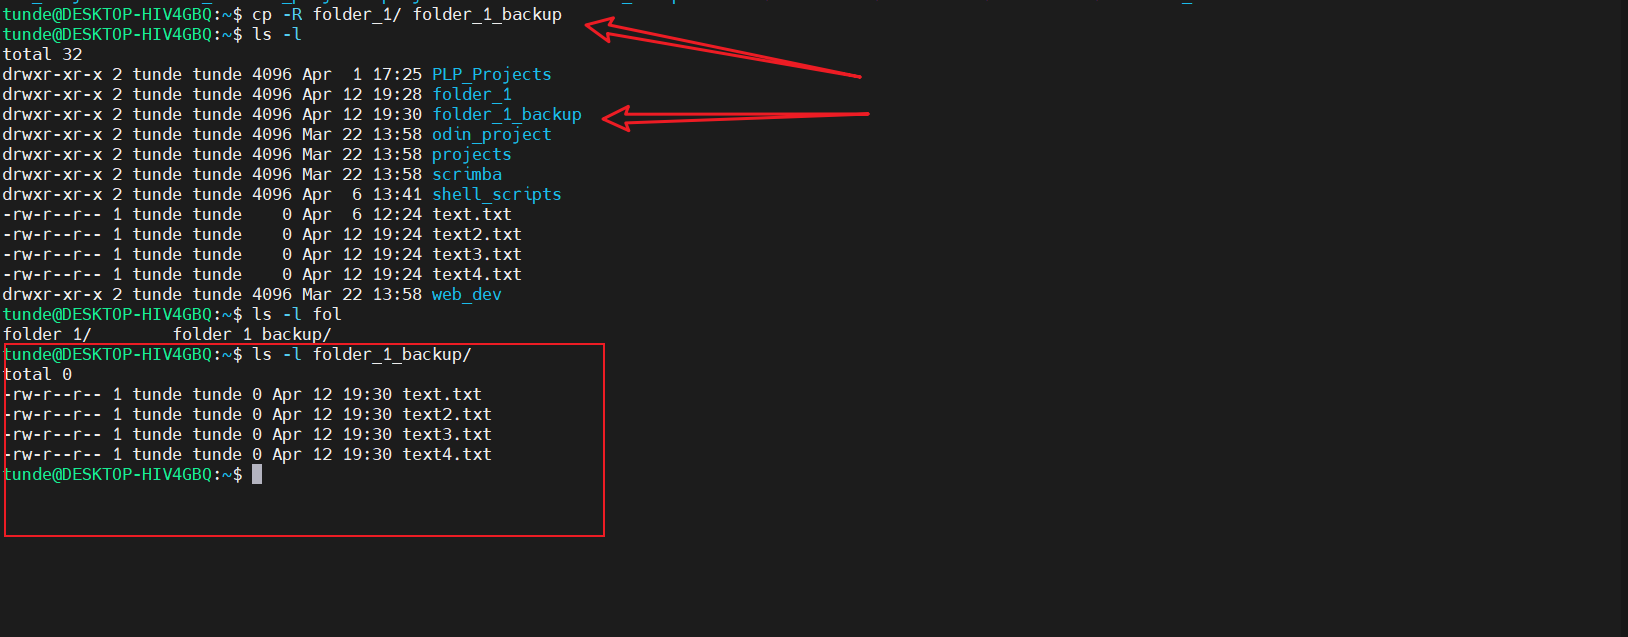 tunde@DESKTOP-HIV4GBQ:~$ cp -R folder_1/ folder_1_backup
tunde@DESKTOP-HIV4GBQ:~$ ls -l
total 32
drwxr-xr-x 2 tunde tunde 4096 Apr  1 17:25 PLP_Projects
drwxr-xr-x 2 tunde tunde 4096 Apr 12 19:28 folder_1
drwxr-xr-x 2 tunde tunde 4096 Apr 12 19:30 folder_1_backup
drwxr-xr-x 2 tunde tunde 4096 Mar 22 13:58 odin_project
drwxr-xr-x 2 tunde tunde 4096 Mar 22 13:58 projects
drwxr-xr-x 2 tunde tunde 4096 Mar 22 13:58 scrimba
drwxr-xr-x 2 tunde tunde 4096 Apr  6 13:41 shell_scripts
-rw-r--r-- 1 tunde tunde    0 Apr  6 12:24 text.txt
-rw-r--r-- 1 tunde tunde    0 Apr 12 19:24 text2.txt
-rw-r--r-- 1 tunde tunde    0 Apr 12 19:24 text3.txt
-rw-r--r-- 1 tunde tunde    0 Apr 12 19:24 text4.txt
drwxr-xr-x 2 tunde tunde 4096 Mar 22 13:58 web_dev
tunde@DESKTOP-HIV4GBQ:~$ ls -l fol
folder_1/        folder_1_backup/
tunde@DESKTOP-HIV4GBQ:~$ ls -l folder_1_backup/
total 0
-rw-r--r-- 1 tunde tunde 0 Apr 12 19:30 text.txt
-rw-r--r-- 1 tunde tunde 0 Apr 12 19:30 text2.txt
-rw-r--r-- 1 tunde tunde 0 Apr 12 19:30 text3.txt
-rw-r--r-- 1 tunde tunde 0 Apr 12 19:30 text4.txt
tunde@DESKTOP-HIV4GBQ:~$